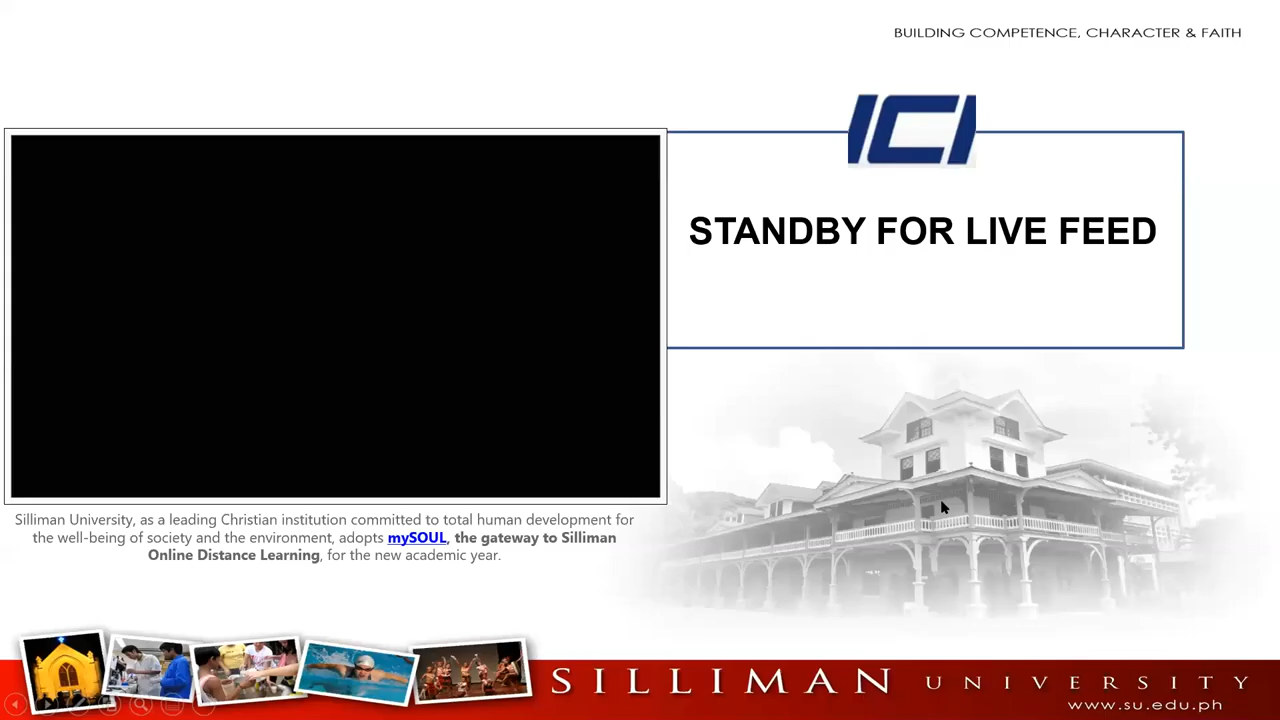 BUILDING COMPETENCE, CHARACTER & FAITH
ICI
STANDBY FOR LIVE FEED
Silliman University, as a leading Christian institution committed to total human development for
the well-being of society and the environment, adopts mySOUL, the gateway to Silliman
Online Distance Learning, for the new academic year.
SILLIMAN UNIVERSITY
www.su.edu.ph